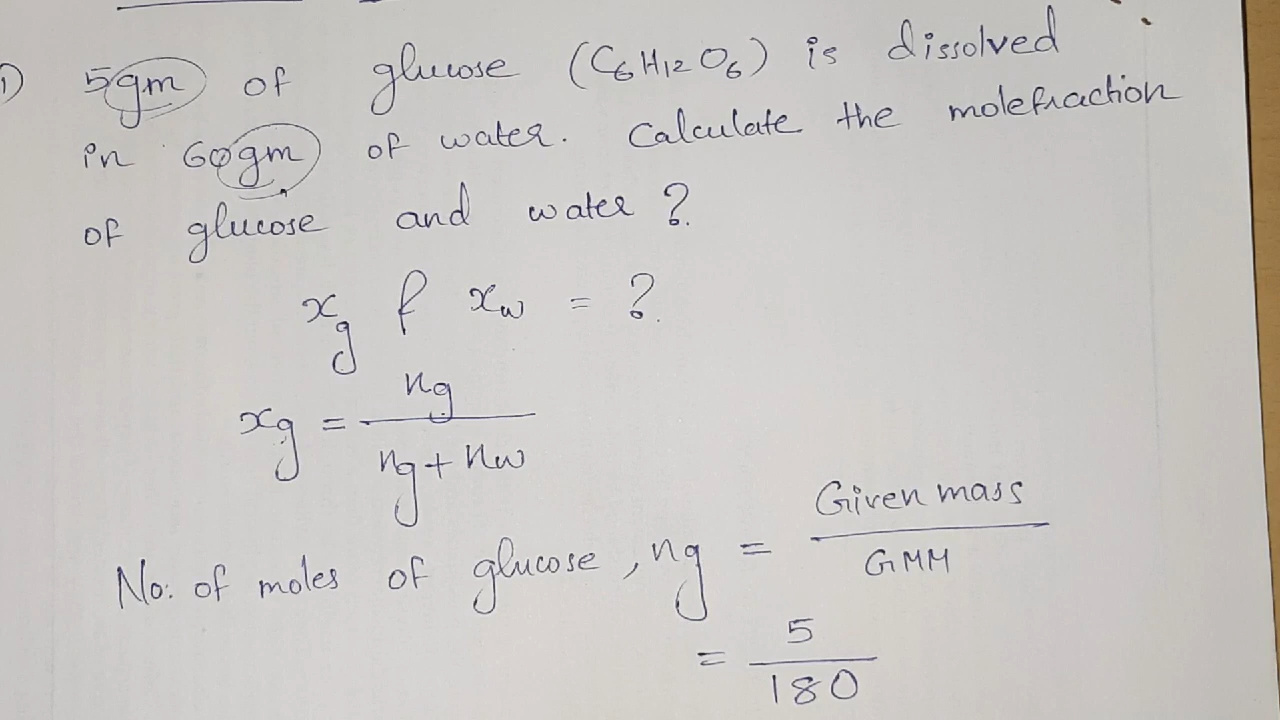 1) 5gm of glucose (C6H12O6) is dissolved
in 60gm of water. Calculate the molefraction
of glucose and water ?
xg & xw = ?
xg = ng / ng + nw
No: of moles of glucose, ng = Given mass / GMM
= 5 / 180